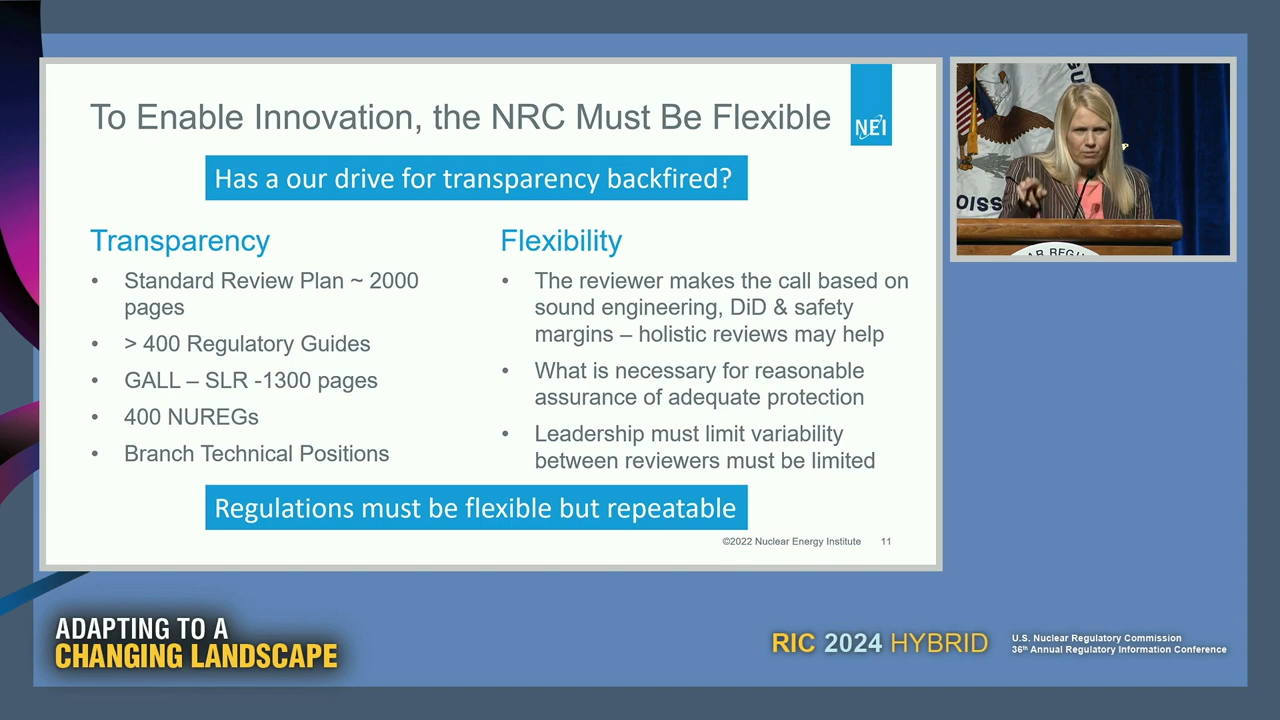 To Enable Innovation, the NRC Must Be Flexible
NEI
Has a our drive for transparency backfired?
Transparency
• Standard Review Plan ~ 2000
pages
• > 400 Regulatory Guides
• GALL – SLR -1300 pages
• 400 NUREGs
• Branch Technical Positions
Flexibility
• The reviewer makes the call based on
sound engineering, DiD & safety
margins – holistic reviews may help
• What is necessary for reasonable
assurance of adequate protection
• Leadership must limit variability
between reviewers must be limited
Regulations must be flexible but repeatable
©2022 Nuclear Energy Institute 11
OISSI
AR REGU
ADAPTING TO A
CHANGING LANDSCAPE
RIC 2024 HYBRID
U.S. Nuclear Regulatory Commission
36th Annual Regulatory Information Conference